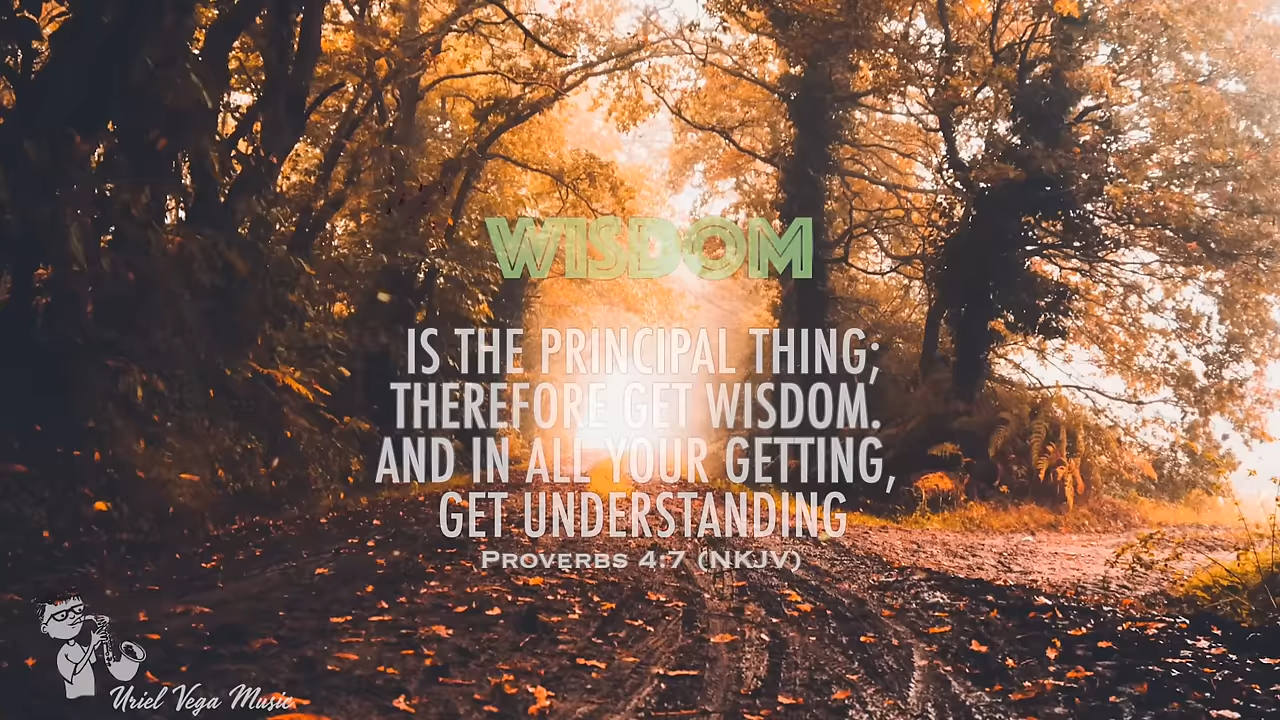 WISDOM
IS THE PRINCIPAL THING;
THEREFORE GET WISDOM.
AND IN ALL YOUR GETTING,
GET UNDERSTANDING
PROVERBS 4:7 (NKJV)
Uriel Vega Music